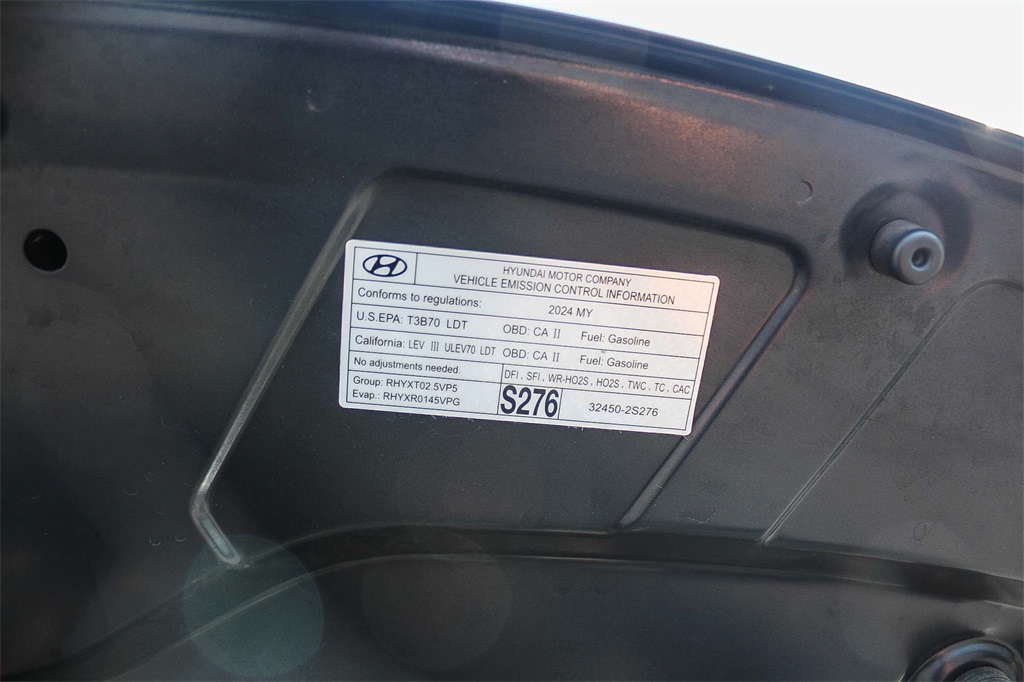 HYUNDAI MOTOR COMPANY
VEHICLE EMISSION CONTROL INFORMATION
Conforms to regulations: 2024 MY
U.S.EPA: T3B70 LDT OBD: CA II Fuel: Gasoline
California: LEV III ULEV70 LDT OBD: CA II Fuel: Gasoline
No adjustments needed. DFI, SFI, WR-HO2S, HO2S, TWC, TC, CAC
Group: RHYXT02.5VP5
Evap.: RHYXR0145VPG
S276 32450-2S276